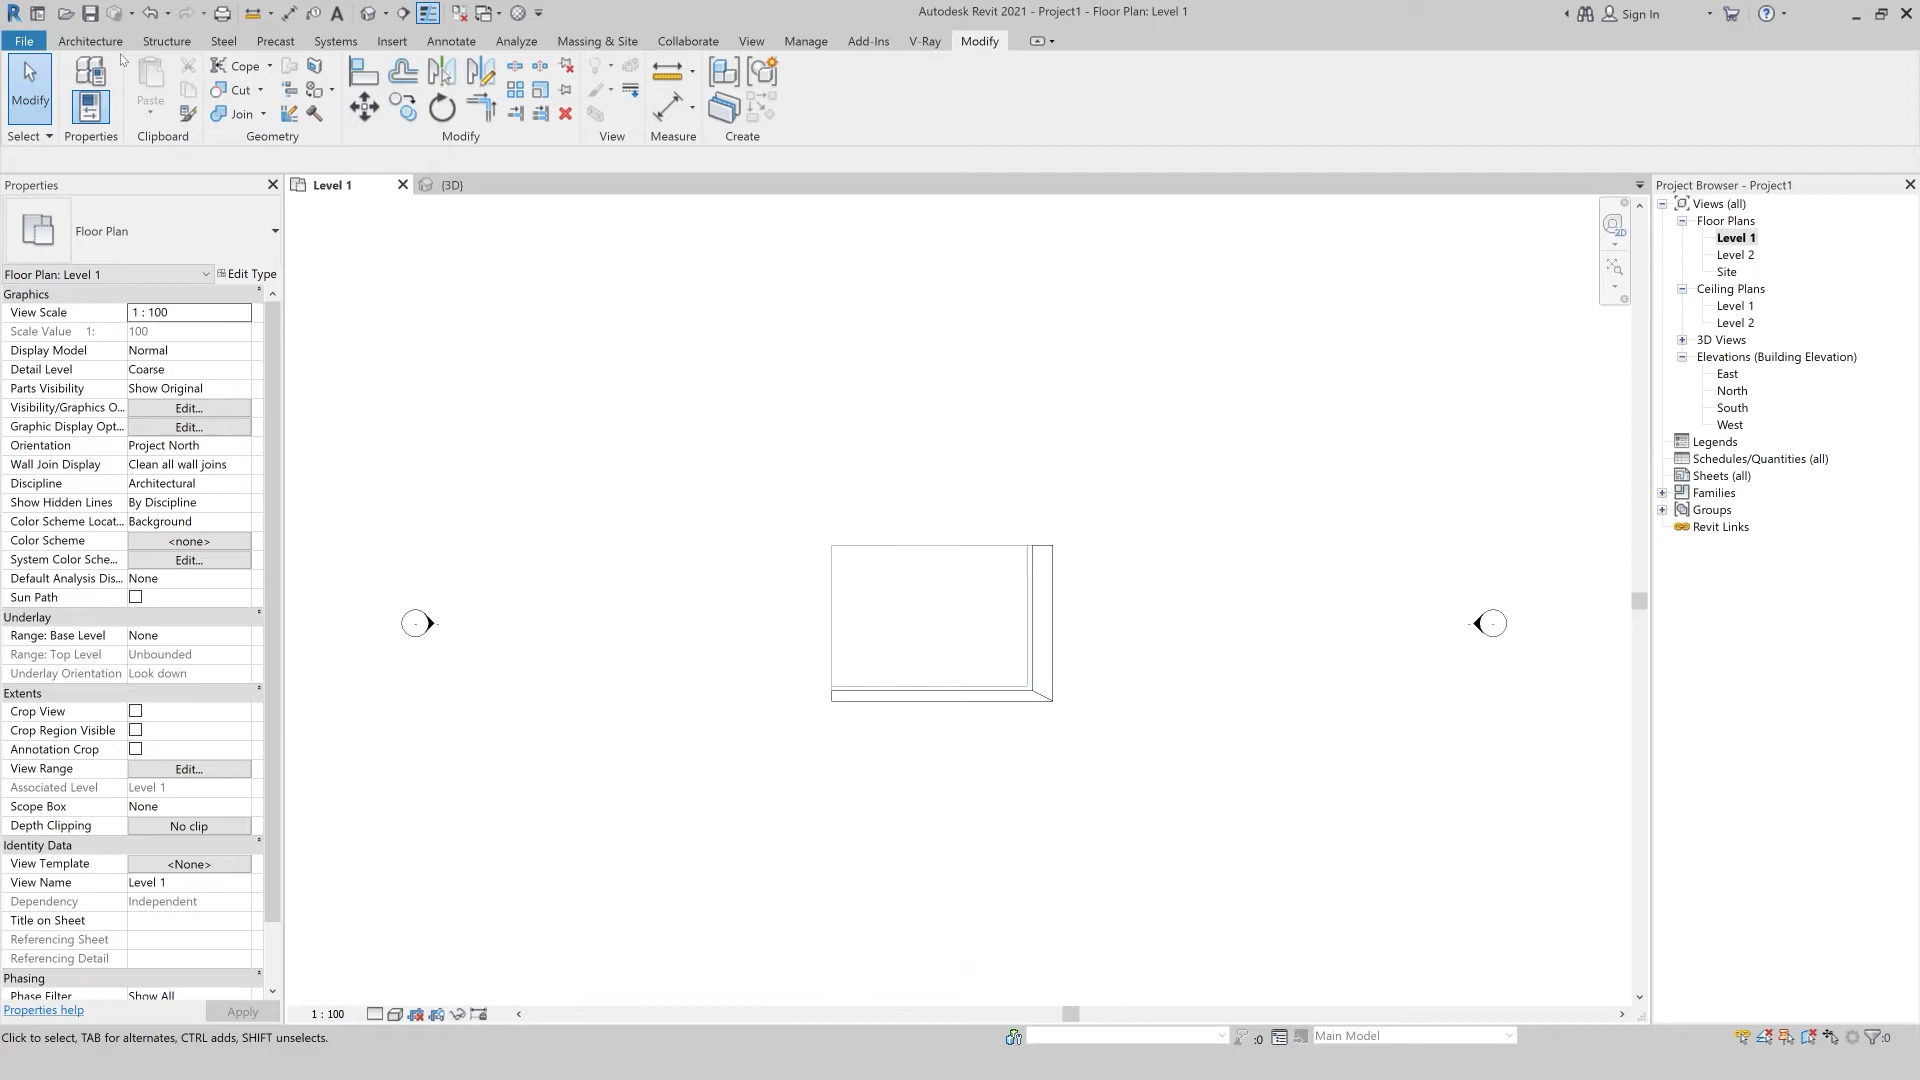 Autodesk Revit 2021 - Project1 - Floor Plan: Level 1
Sign In
File Architecture Structure Steel Precast Systems Insert Annotate Analyze Massing & Site Collaborate View Manage Add-Ins V-Ray Modify
Modify
Paste
Cope
Cut
Join
Select Properties Clipboard Geometry Modify View Measure Create
Properties
Floor Plan
Floor Plan: Level 1
Edit Type
Graphics
View Scale 1 : 100
Scale Value 1: 100
Display Model Normal
Detail Level Coarse
Parts Visibility Show Original
Visibility/Graphics O... Edit...
Graphic Display Opt... Edit...
Orientation Project North
Wall Join Display Clean all wall joins
Discipline Architectural
Show Hidden Lines By Discipline
Color Scheme Locat... Background
Color Scheme <none>
System Color Sche... Edit...
Default Analysis Dis... None
Sun Path
Underlay
Range: Base Level None
Range: Top Level Unbounded
Underlay Orientation Look down
Extents
Crop View
Crop Region Visible
Annotation Crop
View Range Edit...
Associated Level Level 1
Scope Box None
Depth Clipping No clip
Identity Data
View Template <None>
View Name Level 1
Dependency Independent
Title on Sheet
Referencing Sheet
Referencing Detail
Phasing
Phase Filter Show All
Properties help
Apply
Level 1
{3D}
2D
1 : 100
Project Browser - Project1
Views (all)
Floor Plans
Level 1
Level 2
Site
Ceiling Plans
Level 1
Level 2
3D Views
Elevations (Building Elevation)
East
North
South
West
Legends
Schedules/Quantities (all)
Sheets (all)
Families
Groups
Revit Links
Click to select, TAB for alternates, CTRL adds, SHIFT unselects.
:0
Main Model
:0